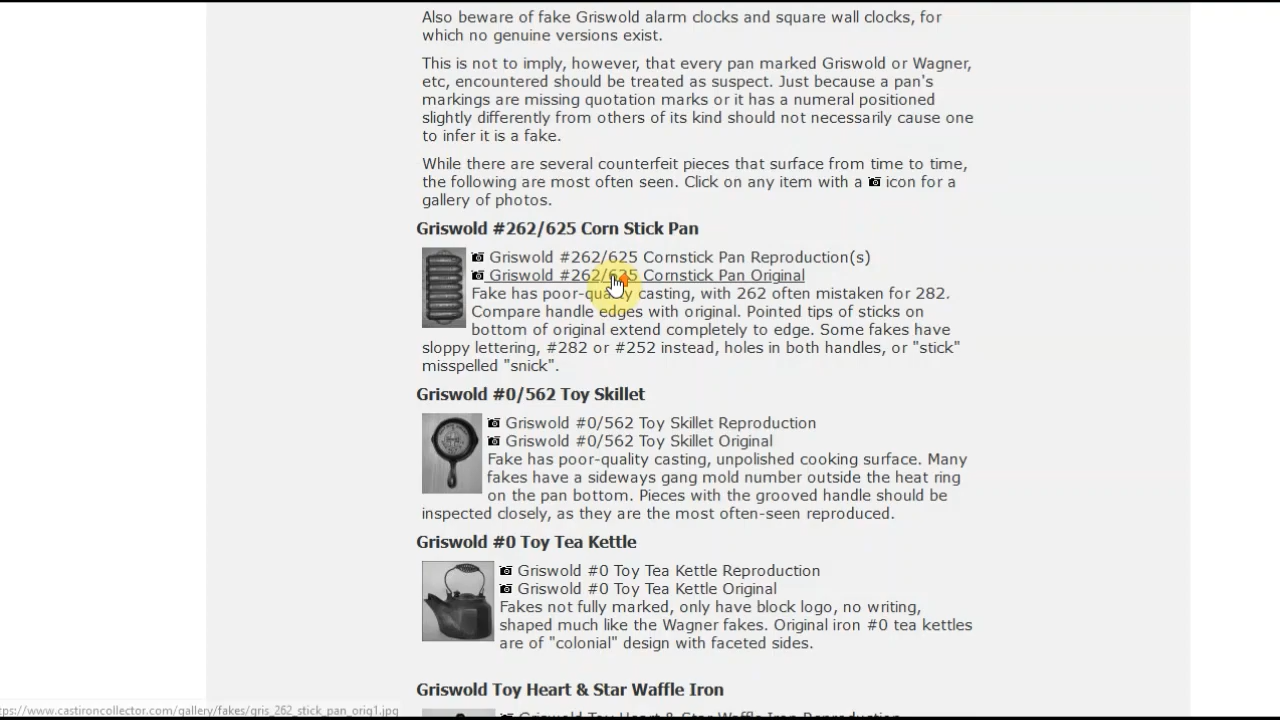 Also beware of fake Griswold alarm clocks and square wall clocks, for
which no genuine versions exist.
This is not to imply, however, that every pan marked Griswold or Wagner,
etc, encountered should be treated as suspect. Just because a pan's
markings are missing quotation marks or it has a numeral positioned
slightly differently from others of its kind should not necessarily cause one
to infer it is a fake.
While there are several counterfeit pieces that surface from time to time,
the following are most often seen. Click on any item with a icon for a
gallery of photos.
Griswold #262/625 Corn Stick Pan
Griswold #262/625 Cornstick Pan Reproduction(s)
Griswold #262/625 Cornstick Pan Original
Fake has poor-quality casting, with 262 often mistaken for 282.
Compare handle edges with original. Pointed tips of sticks on
bottom of original extend completely to edge. Some fakes have
sloppy lettering, #282 or #252 instead, holes in both handles, or "stick"
misspelled "snick".
Griswold #0/562 Toy Skillet
Griswold #0/562 Toy Skillet Reproduction
Griswold #0/562 Toy Skillet Original
Fake has poor-quality casting, unpolished cooking surface. Many
fakes have a sideways gang mold number outside the heat ring
on the pan bottom. Pieces with the grooved handle should be
inspected closely, as they are the most often-seen reproduced.
Griswold #0 Toy Tea Kettle
Griswold #0 Toy Tea Kettle Reproduction
Griswold #0 Toy Tea Kettle Original
Fakes not fully marked, only have block logo, no writing,
shaped much like the Wagner fakes. Original iron #0 tea kettles
are of "colonial" design with faceted sides.
Griswold Toy Heart & Star Waffle Iron
Griswold Toy Heart & Star Waffle Iron Reproduction
tps://www.castironcollector.com/gallery/fakes/gris_262_stick_pan_orig1.jpg